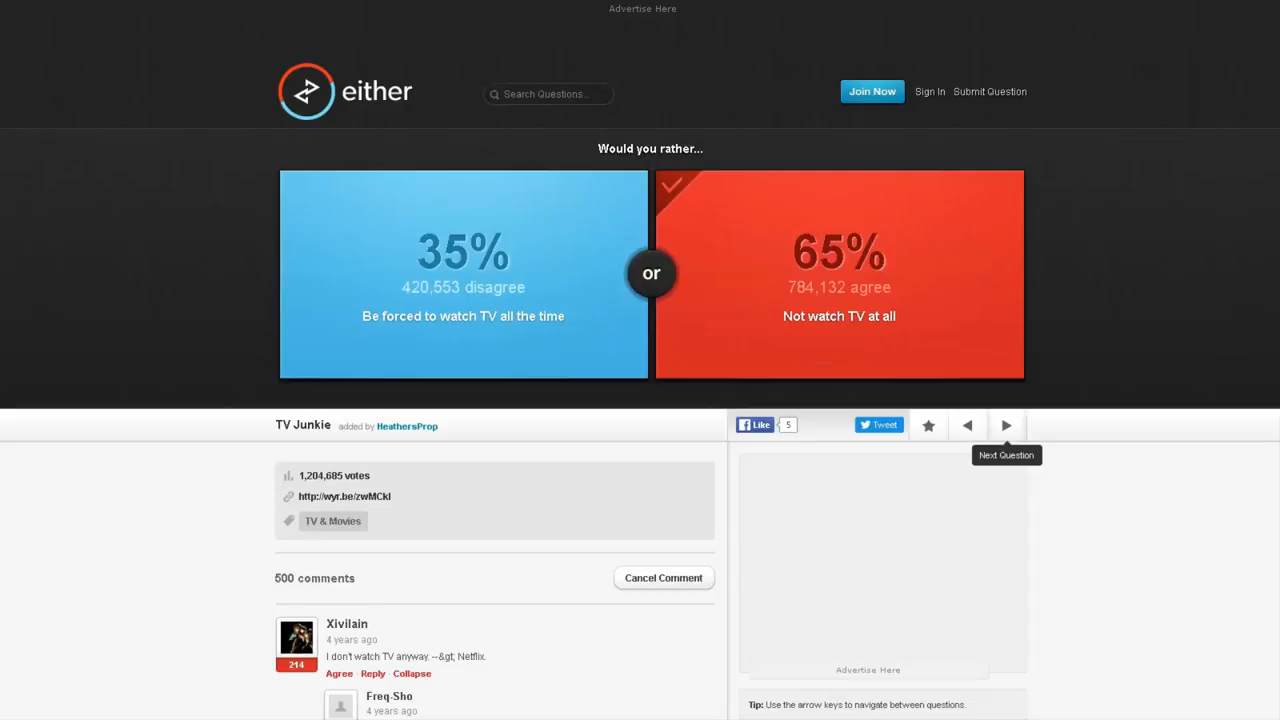 Advertise Here
either
Search Questions...
Join Now
Sign In
Submit Question
Would you rather...
35%
420,553 disagree
Be forced to watch TV all the time
or
65%
784,132 agree
Not watch TV at all
TV Junkie added by HeathersProp
Like 5
Tweet
Next Question
1,204,685 votes
http://wyr.be/zwMCkI
TV & Movies
500 comments
Cancel Comment
Xivilain
4 years ago
I don't watch TV anyway. --&gt; Netflix.
214
Agree · Reply · Collapse
Freq-Sho
4 years ago
Advertise Here
Tip: Use the arrow keys to navigate between questions.